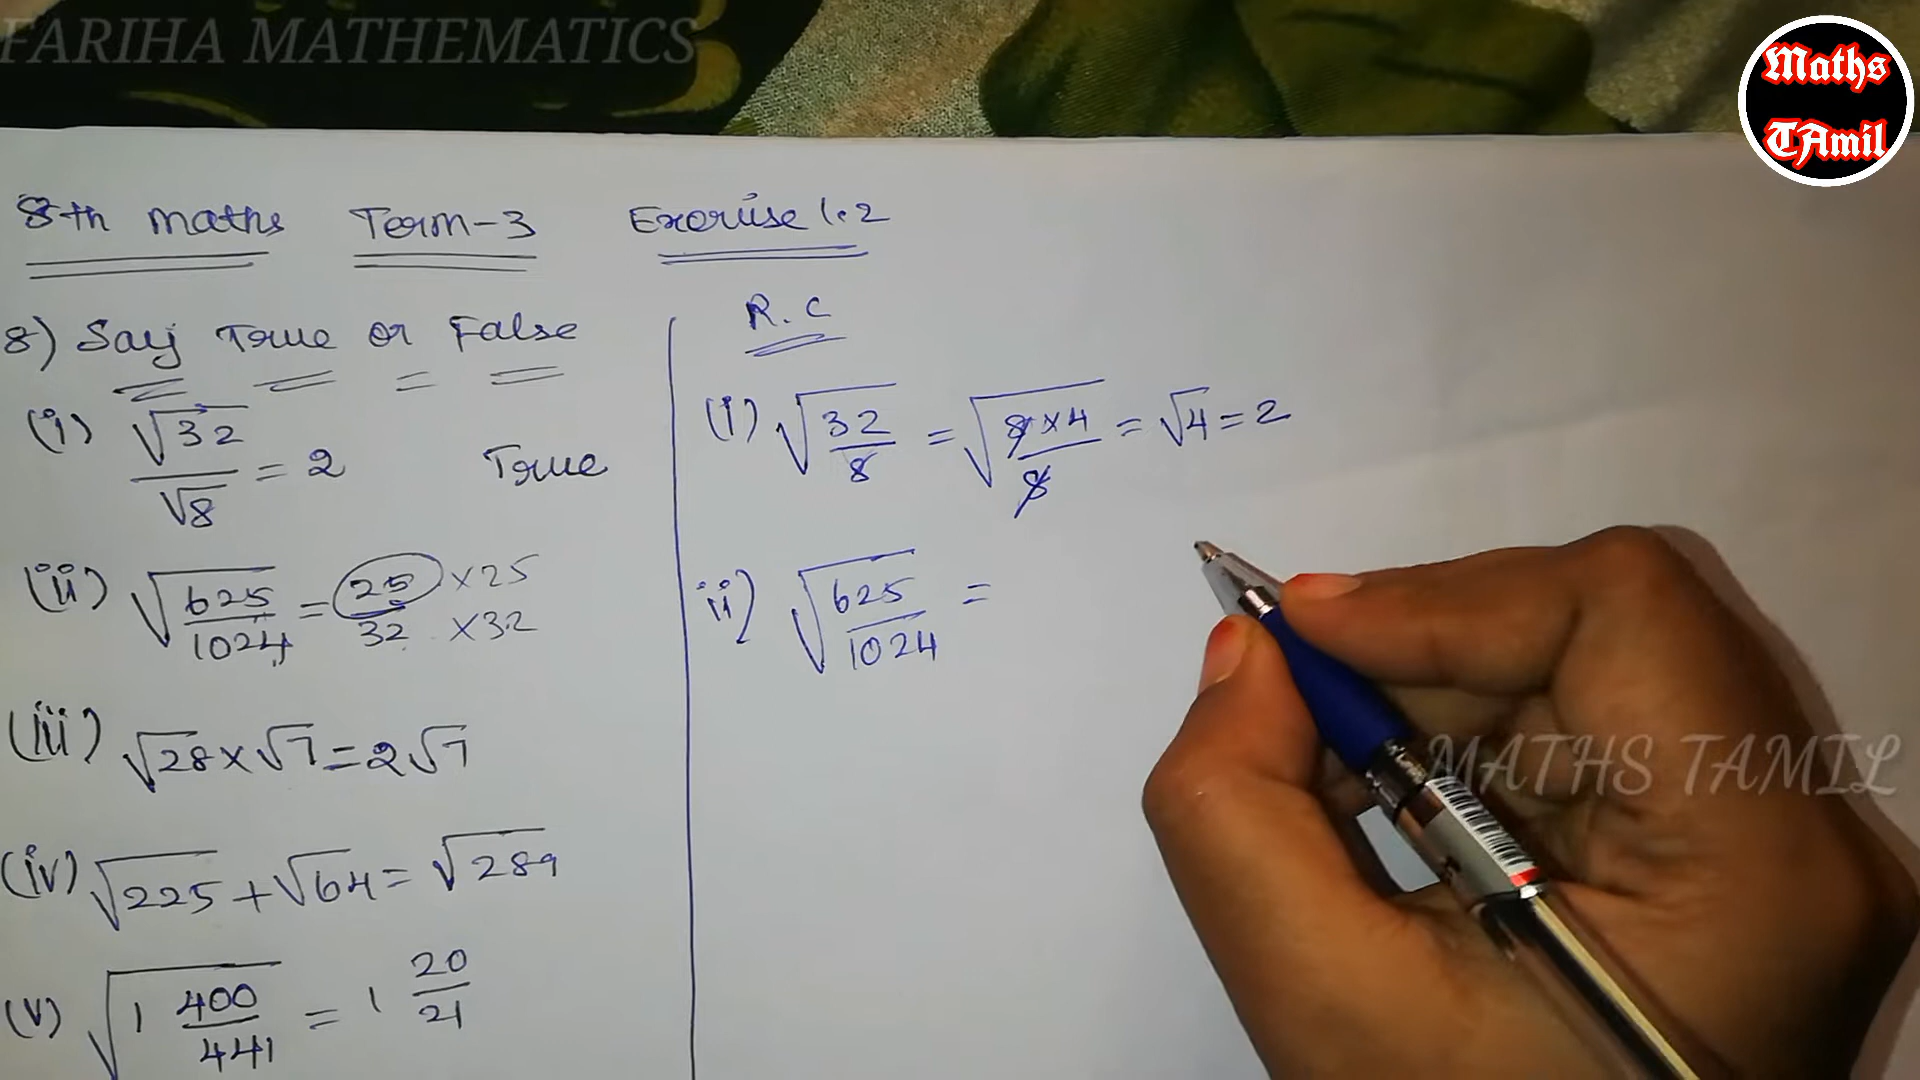 FARIHA MATHEMATICS
Maths
TAmil
8th maths Term-3 Exercise 1.2
8) Say True or False
(i) √32/√8 = 2 True
(ii) √(625/1024) = 25/32 ×25 ×32
(iii) √28×√7=2√7
(iv) √225+√64=√289
(v) √(1 400/441) = 1 20/21
R.C
(i) √(32/8) = √(8×4/8) = √4=2
ii) √(625/1024) =
MATHS TAMIL